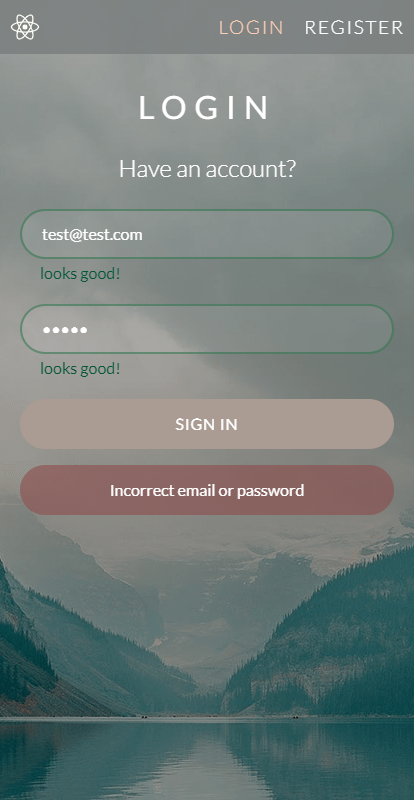 LOGIN REGISTER
LOGIN
Have an account?
test@test.com
looks good!
•••••
looks good!
SIGN IN
Incorrect email or password